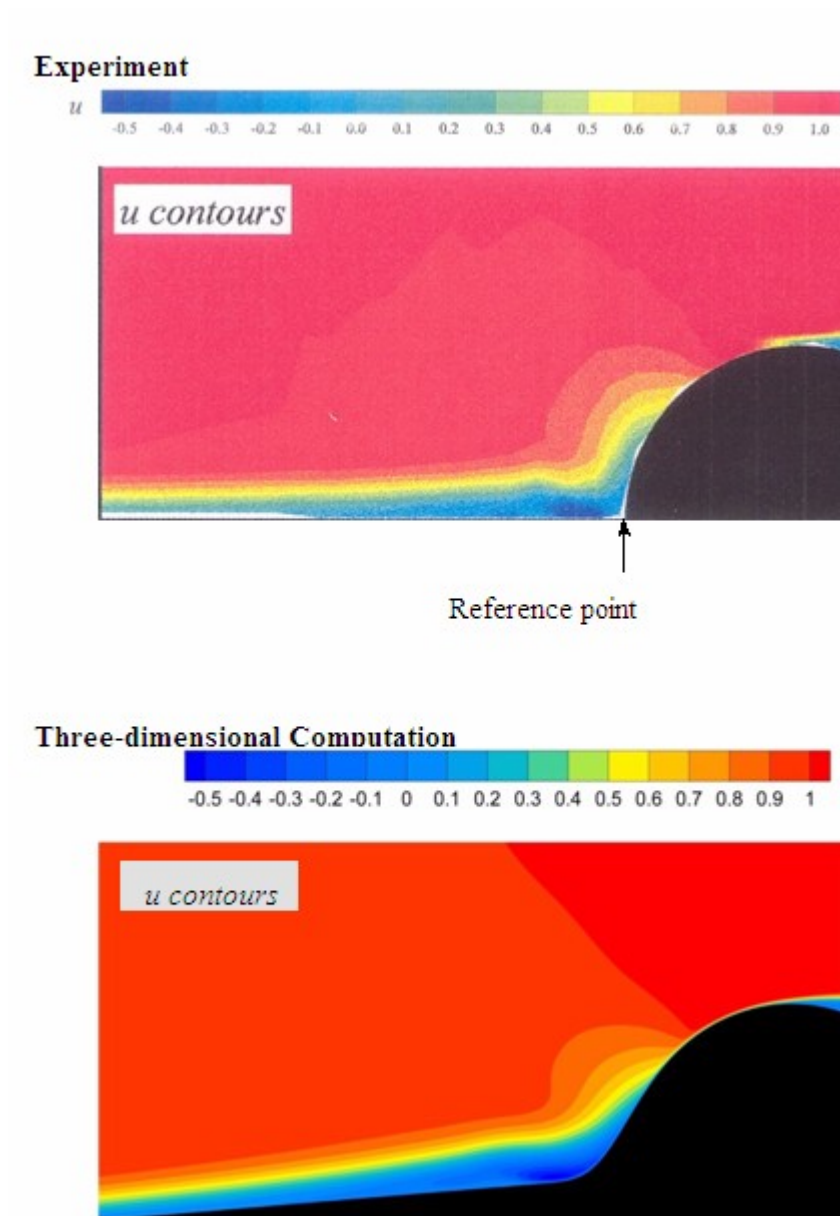 Experiment
u
-0.5 -0.4 -0.3 -0.2 -0.1 0.0 0.1 0.2 0.3 0.4 0.5 0.6 0.7 0.8 0.9 1.0
u contours
Reference point
Three-dimensional Computation
-0.5 -0.4 -0.3 -0.2 -0.1 0 0.1 0.2 0.3 0.4 0.5 0.6 0.7 0.8 0.9 1
u contours